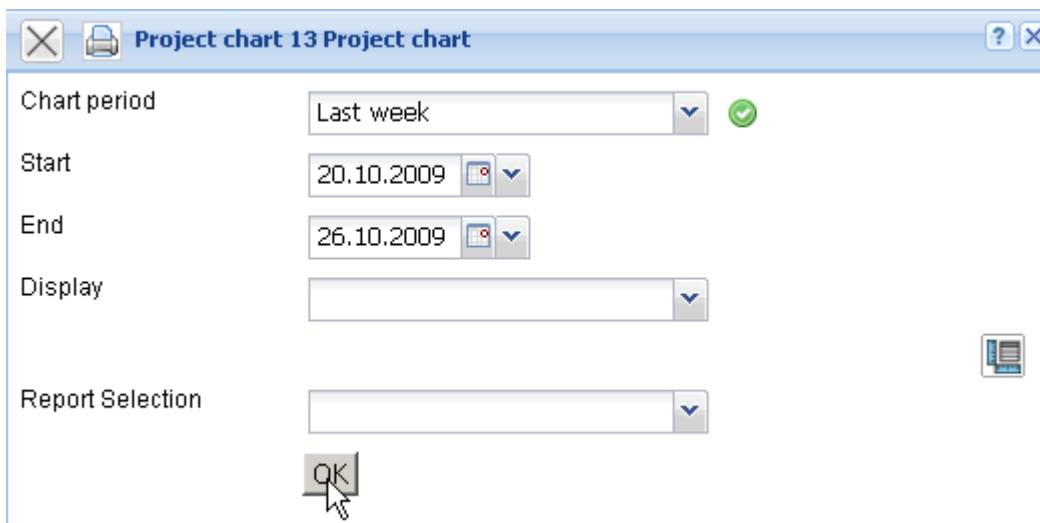 Project chart 13 Project chart ?
Chart period Last week
Start 20.10.2009
End 26.10.2009
Display
Report Selection
OK